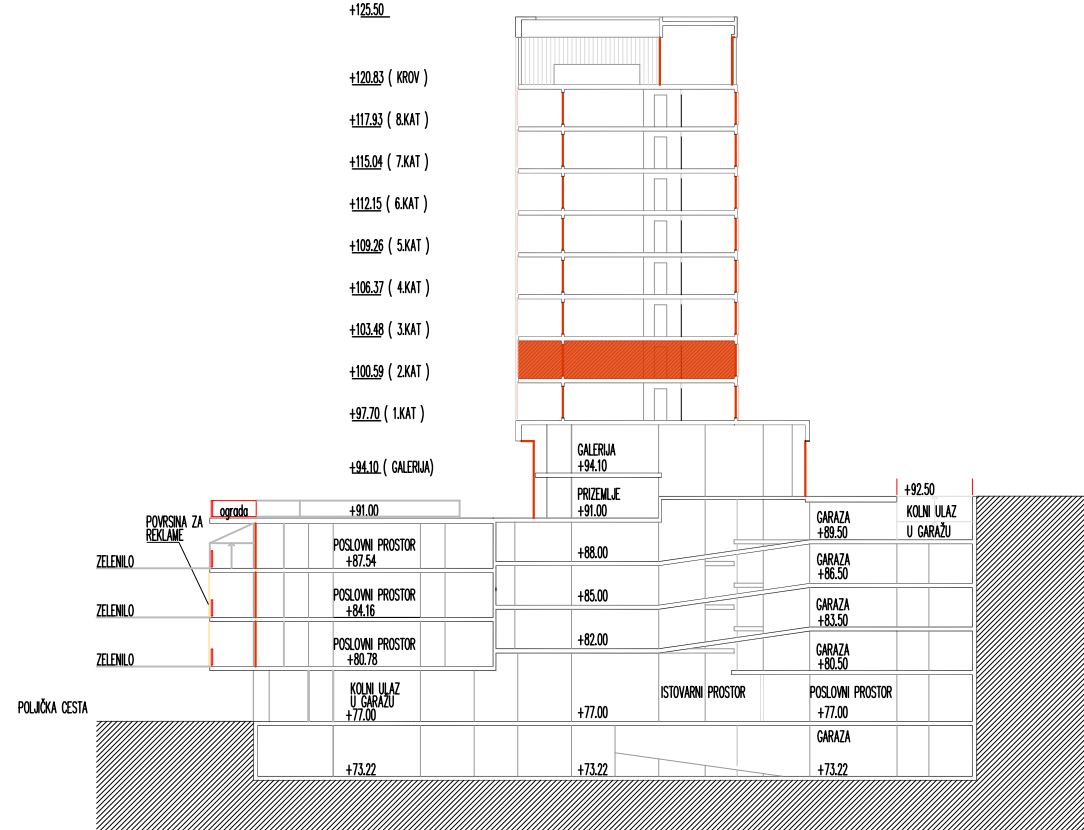 +125.50
+120.83 ( KROV )
+117.93 ( 8.KAT )
+115.04 ( 7.KAT )
+112.15 ( 6.KAT )
+109.26 ( 5.KAT )
+106.37 ( 4.KAT )
+103.48 ( 3.KAT )
+100.59 ( 2.KAT )
+97.70 ( 1.KAT )
+94.10 ( GALERIJA)
GALERIJA
+94.10
PRIZEMLJE
+91.00
ograda
+91.00
+92.50
KOLNI ULAZ
U GARAŽU
POVRSINA ZA
REKLAME
ZELENILO
ZELENILO
ZELENILO
POSLOVNI PROSTOR
+87.54
POSLOVNI PROSTOR
+84.16
POSLOVNI PROSTOR
+80.78
+88.00
+85.00
+82.00
GARAZA
+89.50
GARAZA
+86.50
GARAZA
+83.50
GARAZA
+80.50
POLJIČKA CESTA
KOLNI ULAZ
U GARAŽU
+77.00
+77.00
ISTOVARNI PROSTOR
POSLOVNI PROSTOR
+77.00
GARAZA
+73.22
+73.22
+73.22